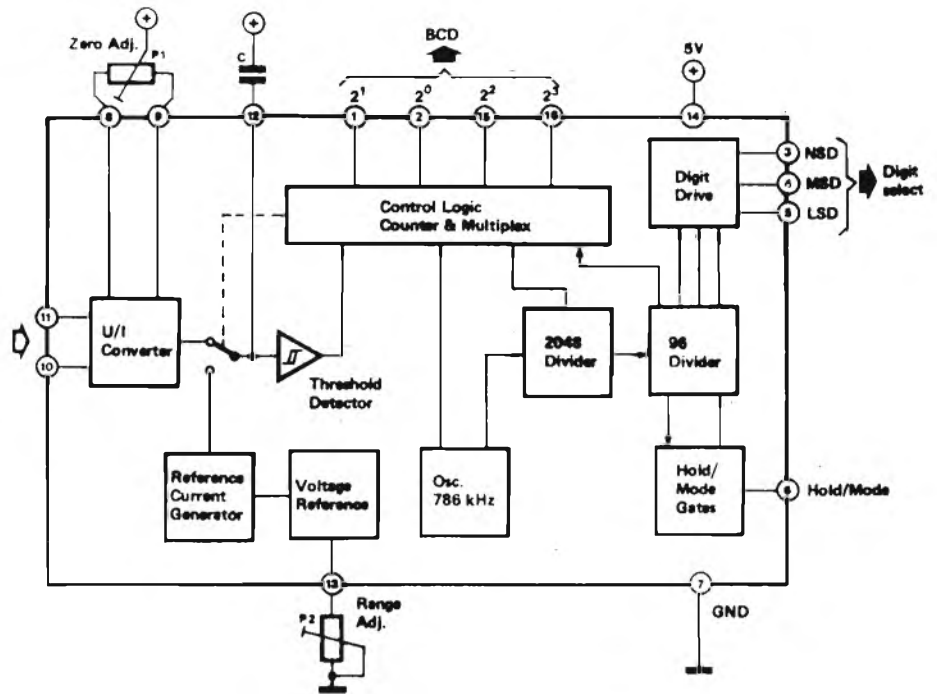 BCD
Zero Adj.
P1
C
5V
2¹
2⁰
2²
2³
8
9
12
1
2
15
16
14
Digit
Drive
3
NSD
MSD
LSD
Digit
select
Control Logic
Counter & Multiplex
11
10
U/I
Converter
Threshold
Detector
2048
Divider
96
Divider
Reference
Current
Generator
Voltage
Reference
Osc.
786 kHz
Hold/
Mode
Gates
Hold/Mode
13
7
Range
Adj.
P2
GND